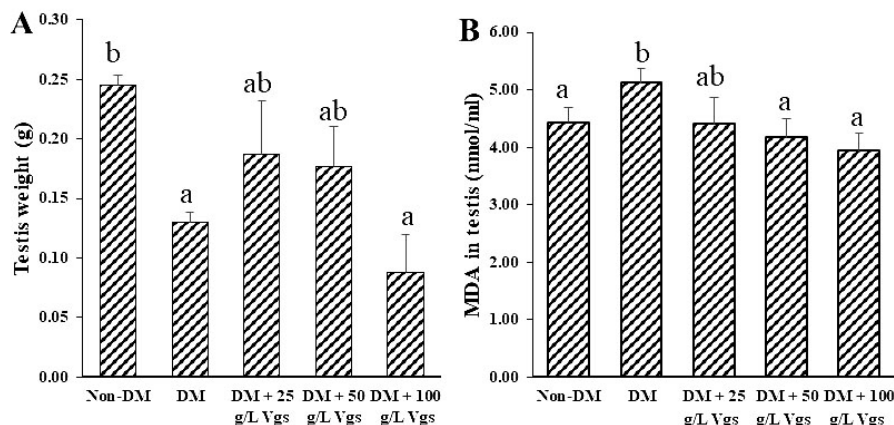 A
Testis weight (g)
0.30
0.25
0.20
0.15
0.10
0.05
0.00
b
a
ab
ab
a
Non-DM DM DM + 25 DM + 50 DM + 100
g/L Vgs g/L Vgs g/L Vgs
B
MDA in testis (nmol/ml)
6.00
5.00
4.00
3.00
2.00
1.00
0.00
a
b
ab
a
a
Non-DM DM DM + 25 DM + 50 DM + 100
g/L Vgs g/L Vgs g/L Vgs